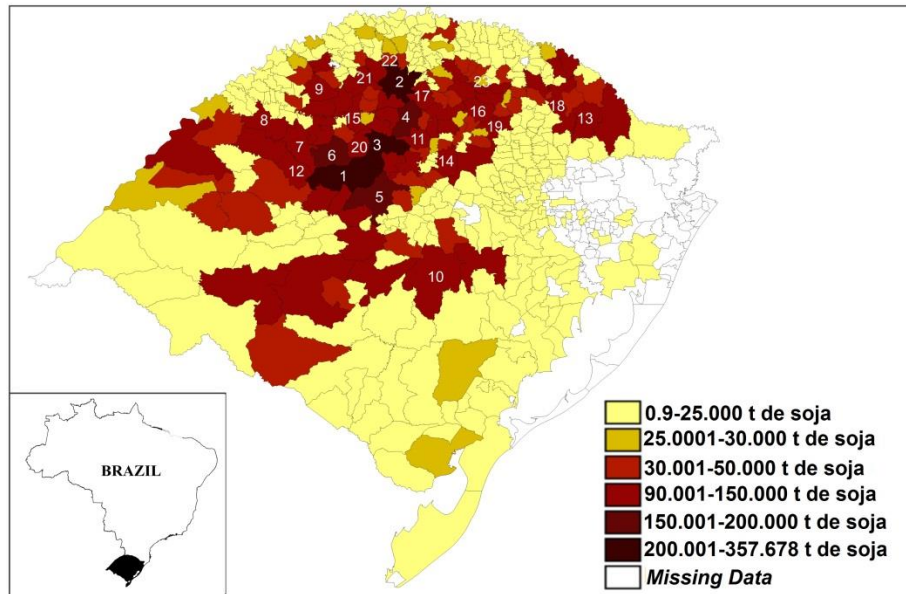 22
2
21
9
17
23
8
15
4
16
18
13
19
7
6
20
3
11
14
12
1
5
10
BRAZIL
0.9-25.000 t de soja
25.0001-30.000 t de soja
30.001-50.000 t de soja
90.001-150.000 t de soja
150.001-200.000 t de soja
200.001-357.678 t de soja
Missing Data